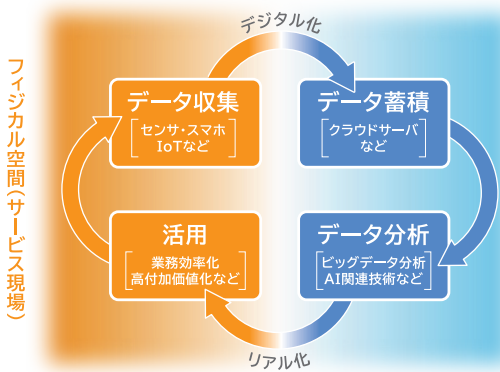 デジタル化
フィジカル空間（サービス現場）
データ収集
センサ・スマホ
IoTなど
データ蓄積
クラウドサーバ
など
活用
業務効率化
高付加価値化など
データ分析
ビッグデータ分析
AI関連技術など
リアル化